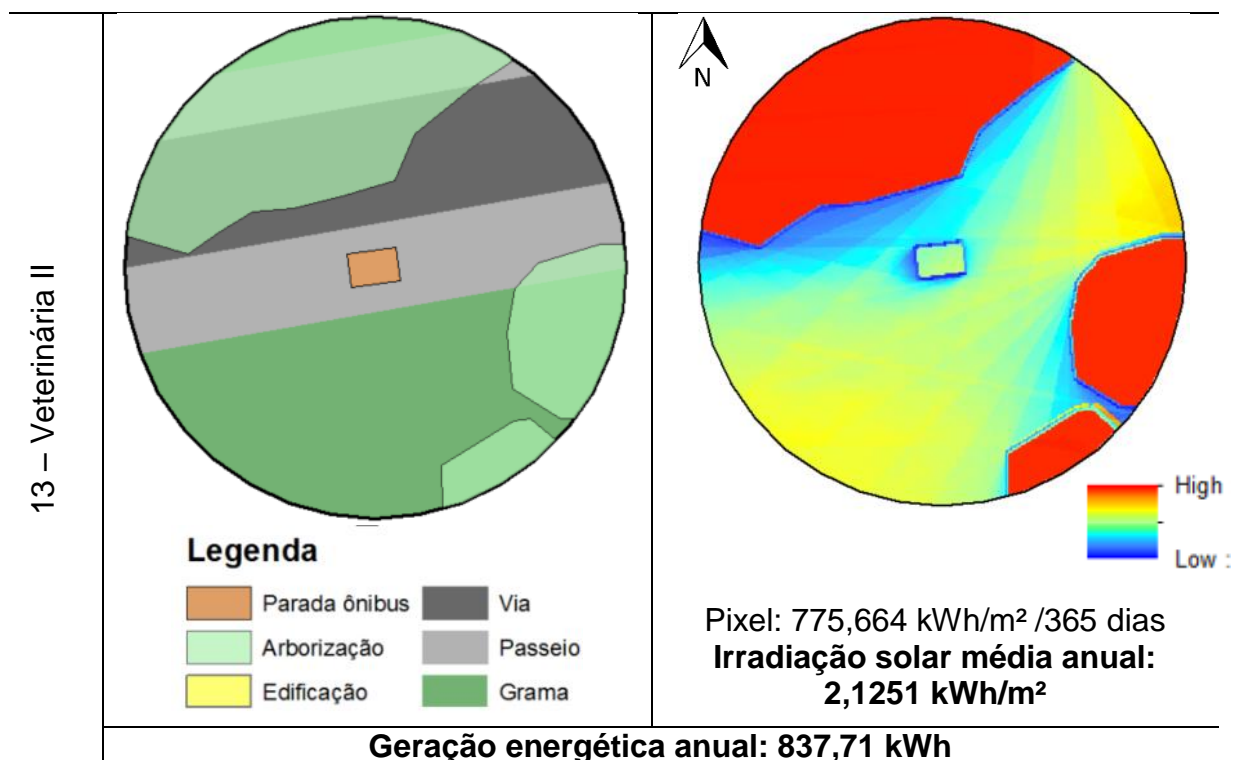 13 – Veterinária II
Legenda
Parada ônibus
Via
Arborização
Passeio
Edificação
Grama
N
High
Low :
Pixel: 775,664 kWh/m² /365 dias
Irradiação solar média anual:
2,1251 kWh/m²
Geração energética anual: 837,71 kWh